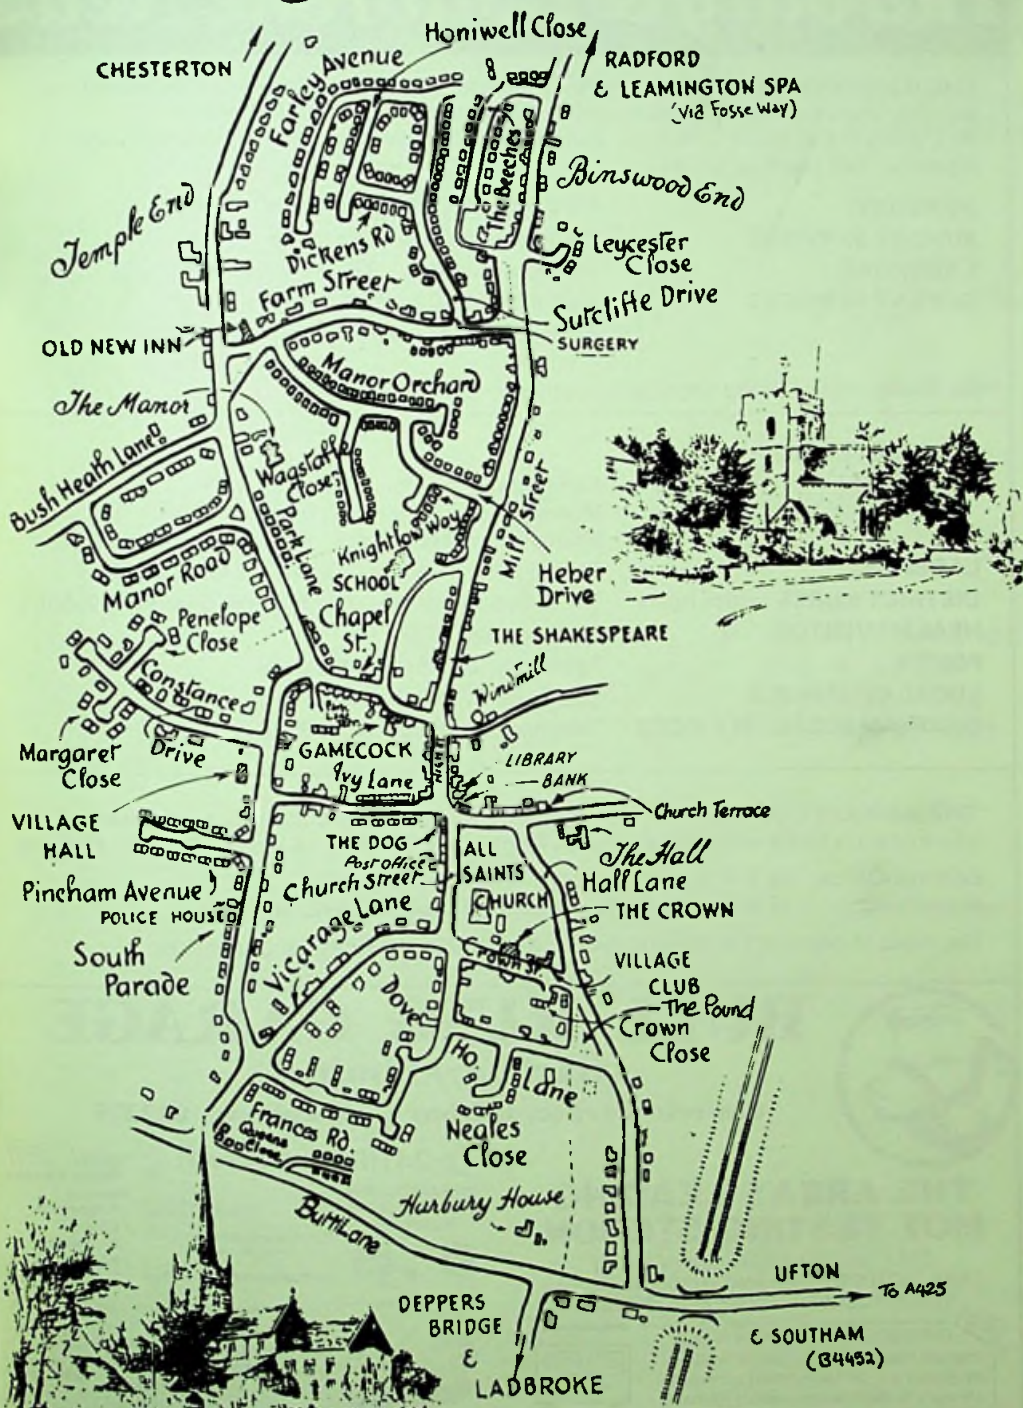 Honiwell Close
CHESTERTON
Farley Avenue
RADFORD
& LEAMINGTON SPA
(Via Fosse Way)
The Beeches
Binswood End
Temple End
Dickens Rd
Leycester
Close
Farm Street
Sutcliffe Drive
SURGERY
OLD NEW INN
Manor Orchard
The Manor
Bush Heath Lane
Wagstaffe
Close
Park Lane
Mill Street
Knightlow Way
SCHOOL
Manor Road
Heber
Drive
Penelope
Close
Chapel
St.
THE SHAKESPEARE
Constance
Drive
Windmill
Margaret
Close
GAMECOCK
Ivy Lane
HIGH ST
LIBRARY
BANK
Church Terrace
VILLAGE
HALL
THE DOG
Post office
ALL
SAINTS
CHURCH
The Hall
Hall Lane
Pincham Avenue
Church Street
POLICE HOUSE
THE CROWN
Vicarage Lane
South
Parade
Crown St.
VILLAGE
CLUB
The Pound
Dove
Ho.
Lane
Crown
Close
Frances Rd.
Queens
Close
Neales
Close
Harbury House
Butt Lane
UFTON
To A425
DEPPERS
BRIDGE
&
LADBROKE
& SOUTHAM
(B4452)